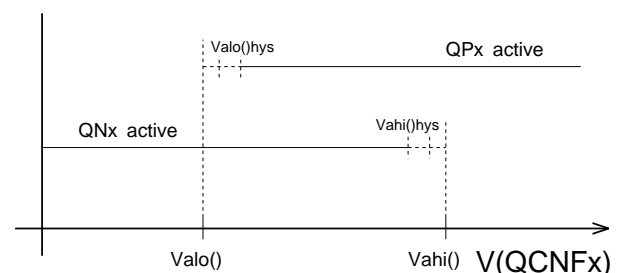 Valo()hys
QPx active
QNx active
Vahi()hys
Valo()
Vahi()
V(QCNFx)